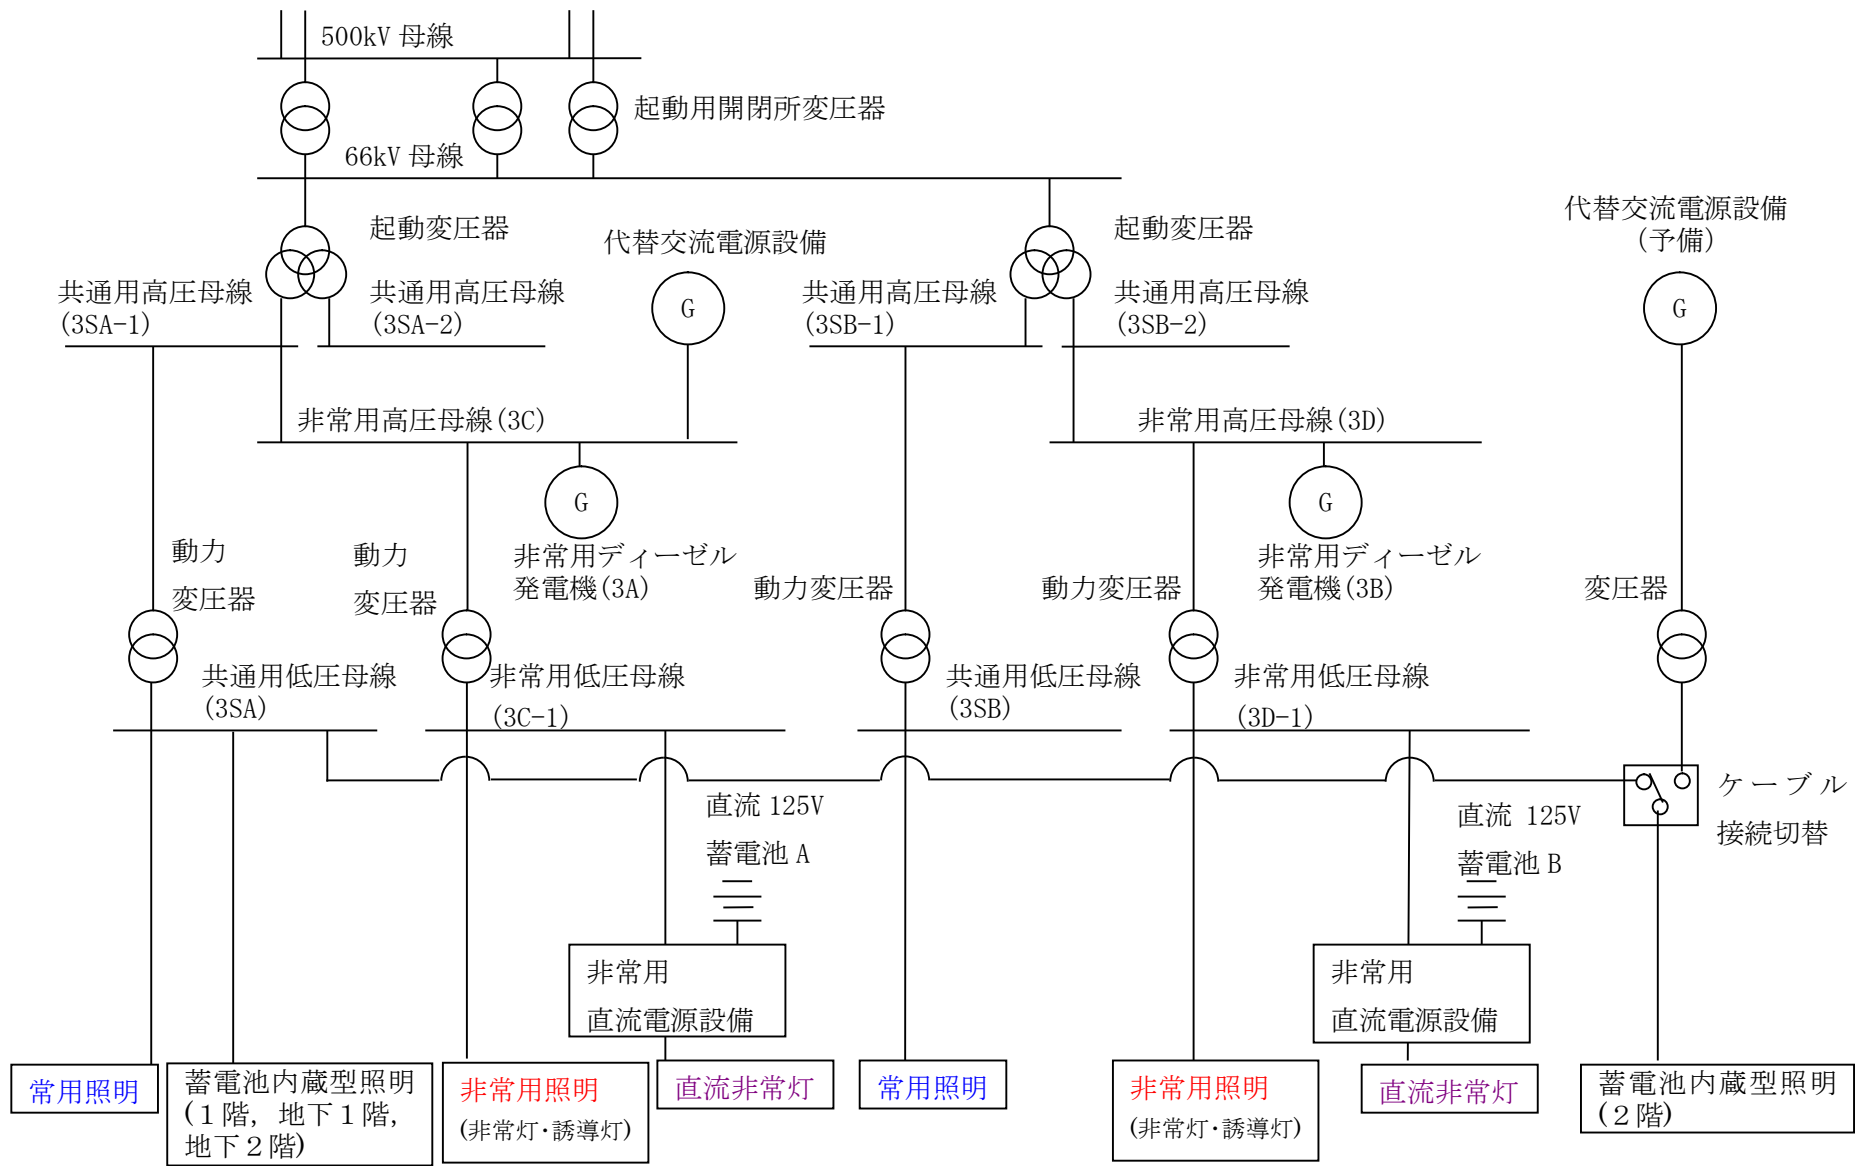 500kV 母線
起動用開閉所変圧器
66kV 母線
起動変圧器
代替交流電源設備
起動変圧器
代替交流電源設備
(予備)
共通用高圧母線
(3SA-1)
共通用高圧母線
(3SA-2)
G
共通用高圧母線
(3SB-1)
共通用高圧母線
(3SB-2)
G
非常用高圧母線(3C)
非常用高圧母線(3D)
G
G
動力
変圧器
動力
変圧器
非常用ディーゼル
発電機(3A)
動力変圧器
動力変圧器
非常用ディーゼル
発電機(3B)
変圧器
共通用低圧母線
(3SA)
非常用低圧母線
(3C-1)
共通用低圧母線
(3SB)
非常用低圧母線
(3D-1)
直流 125V
蓄電池 A
直流 125V
蓄電池 B
ケーブル
接続切替
非常用
直流電源設備
非常用
直流電源設備
常用照明
蓄電池内蔵型照明
(1階, 地下1階,
地下2階)
非常用照明
(非常灯・誘導灯)
直流非常灯
常用照明
非常用照明
(非常灯・誘導灯)
直流非常灯
蓄電池内蔵型照明
(2階)